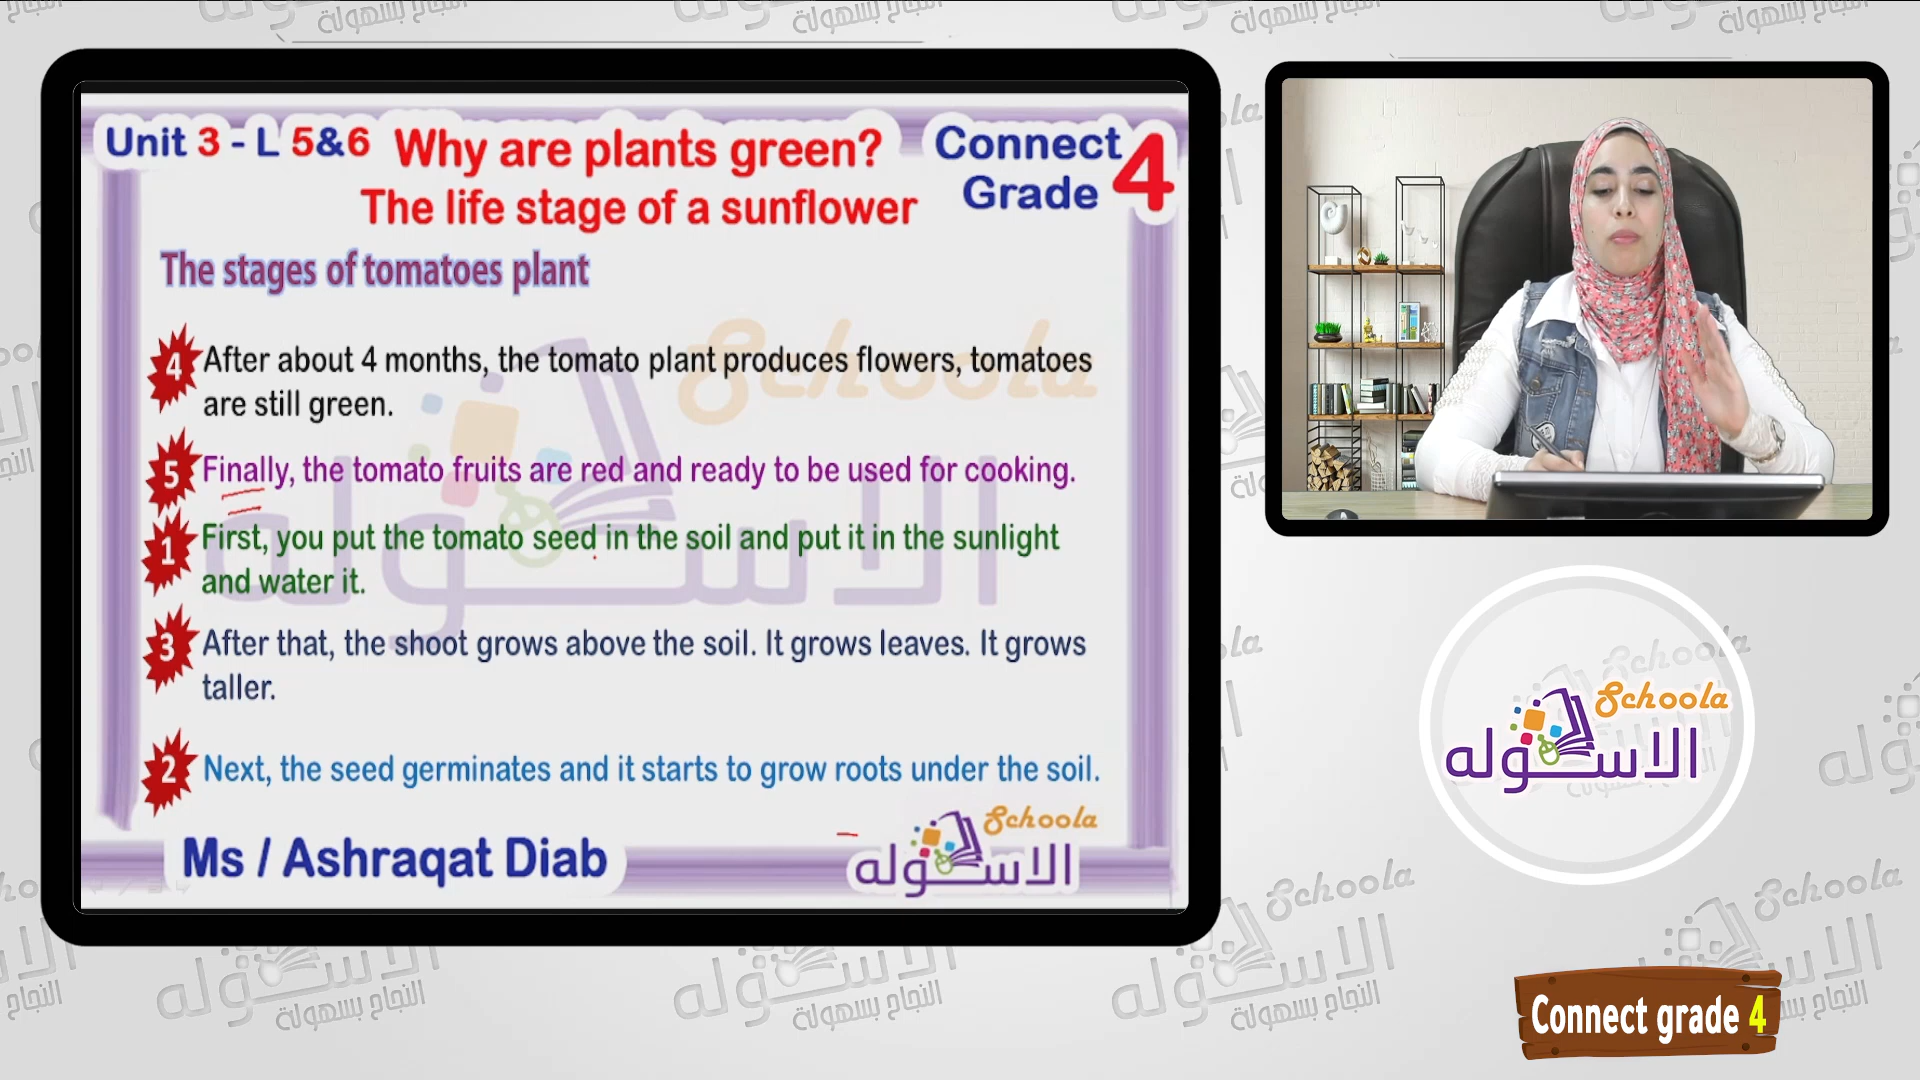 Unit 3 - L 5&6
Why are plants green?
The life stage of a sunflower
Connect
Grade 4
The stages of tomatoes plant
4 After about 4 months, the tomato plant produces flowers, tomatoes
are still green.
5 Finally, the tomato fruits are red and ready to be used for cooking.
1 First, you put the tomato seed in the soil and put it in the sunlight
and water it.
3 After that, the shoot grows above the soil. It grows leaves. It grows
taller.
2 Next, the seed germinates and it starts to grow roots under the soil.
Ms / Ashraqat Diab
Schoola
الاسكوله
Schoola
الاسكوله
Connect grade 4
Schoola
الاسكوله
النجاح بسهولة